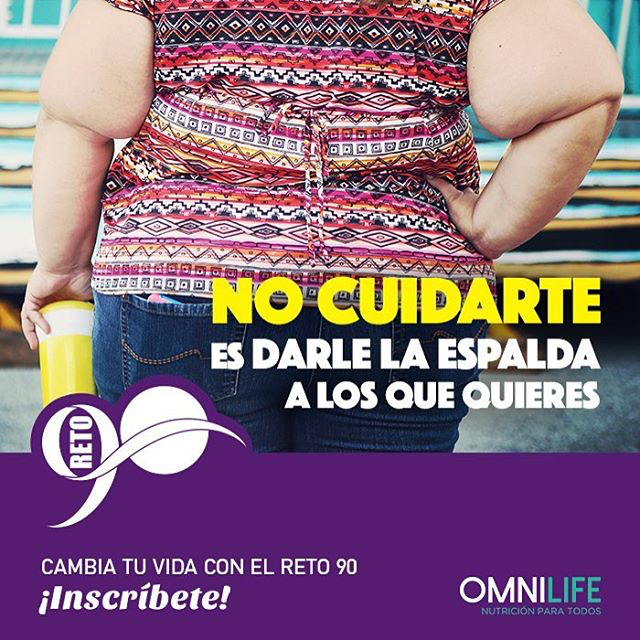 NO CUIDARTE
ES DARLE LA ESPALDA
A LOS QUE QUIERES
RETO
90
CAMBIA TU VIDA CON EL RETO 90
¡Inscríbete!
OMNILIFE
NUTRICIÓN PARA TODOS